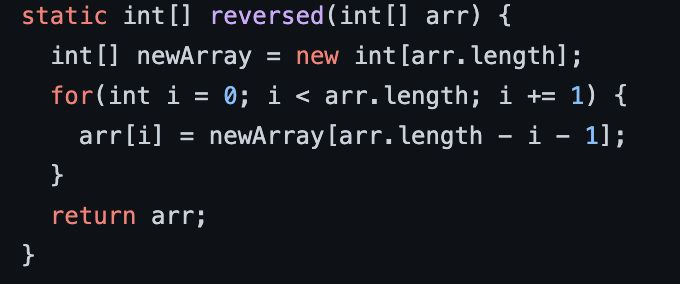 static int[] reversed(int[] arr) {
  int[] newArray = new int[arr.length];
  for(int i = 0; i < arr.length; i += 1) {
    arr[i] = newArray[arr.length - i - 1];
  }
  return arr;
}